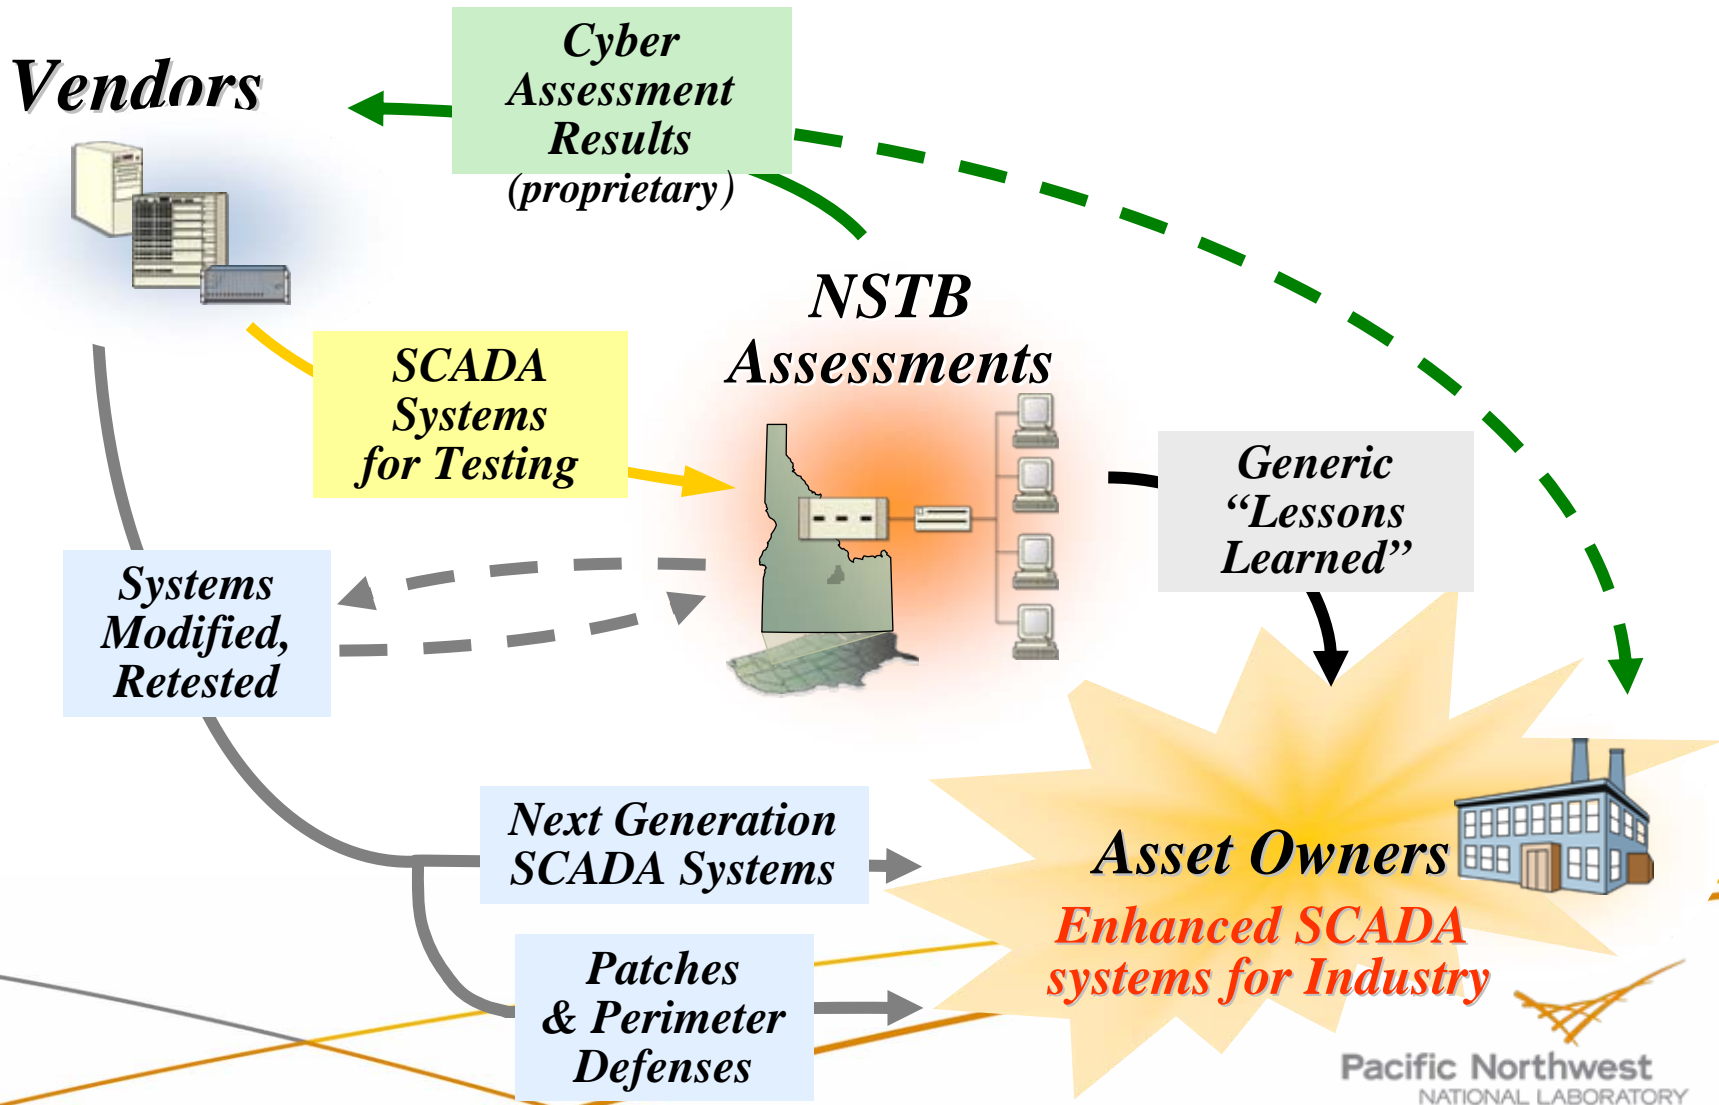 Vendors
Cyber
Assessment
Results
(proprietary)
NSTB
Assessments
SCADA
Systems
for Testing
Generic
“Lessons
Learned”
Systems
Modified,
Retested
Next Generation
SCADA Systems
Asset Owners
Enhanced SCADA
systems for Industry
Patches
& Perimeter
Defenses
Pacific Northwest
NATIONAL LABORATORY